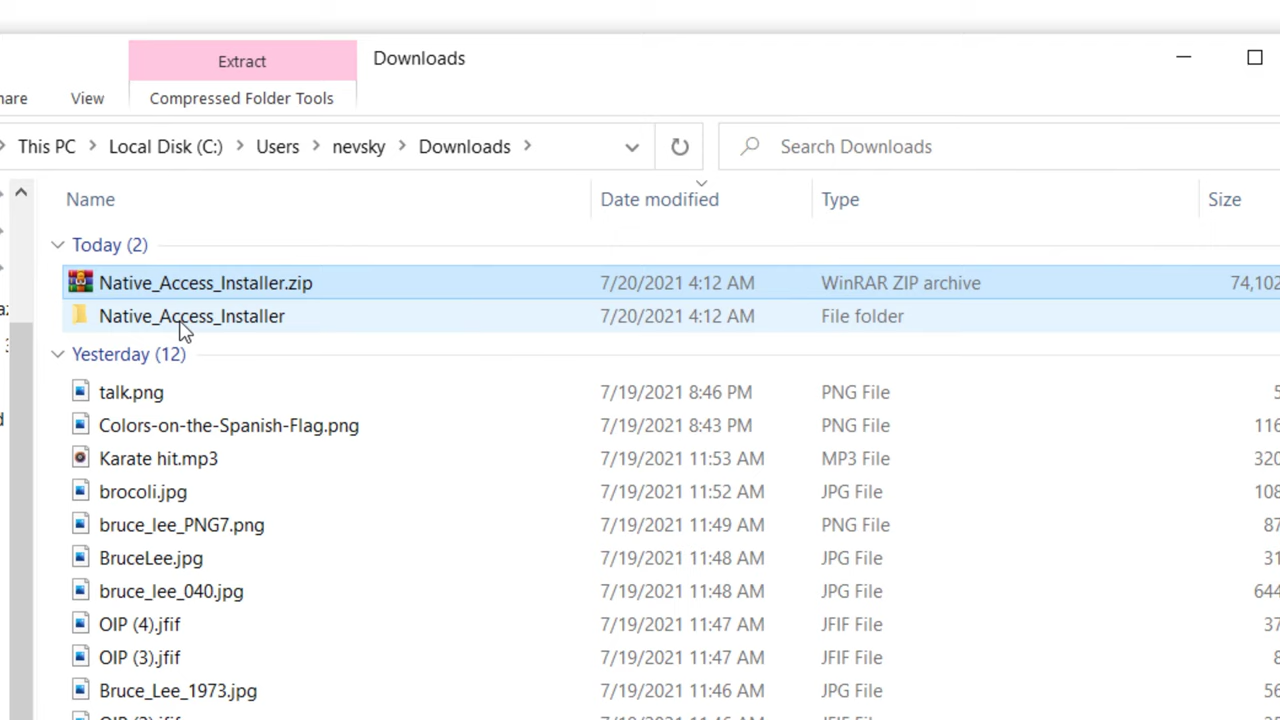 Extract Downloads
hare View Compressed Folder Tools
This PC Local Disk (C:) Users nevsky Downloads Search Downloads
Name Date modified Type Size
Today (2)
Native_Access_Installer.zip 7/20/2021 4:12 AM WinRAR ZIP archive 74,102
Native_Access_Installer 7/20/2021 4:12 AM File folder
Yesterday (12)
talk.png 7/19/2021 8:46 PM PNG File 5
Colors-on-the-Spanish-Flag.png 7/19/2021 8:43 PM PNG File 116
Karate hit.mp3 7/19/2021 11:53 AM MP3 File 320
brocoli.jpg 7/19/2021 11:52 AM JPG File 108
bruce_lee_PNG7.png 7/19/2021 11:49 AM PNG File 87
BruceLee.jpg 7/19/2021 11:48 AM JPG File 31
bruce_lee_040.jpg 7/19/2021 11:48 AM JPG File 644
OIP (4).jfif 7/19/2021 11:47 AM JFIF File 37
OIP (3).jfif 7/19/2021 11:47 AM JFIF File 8
Bruce_Lee_1973.jpg 7/19/2021 11:46 AM JPG File 56